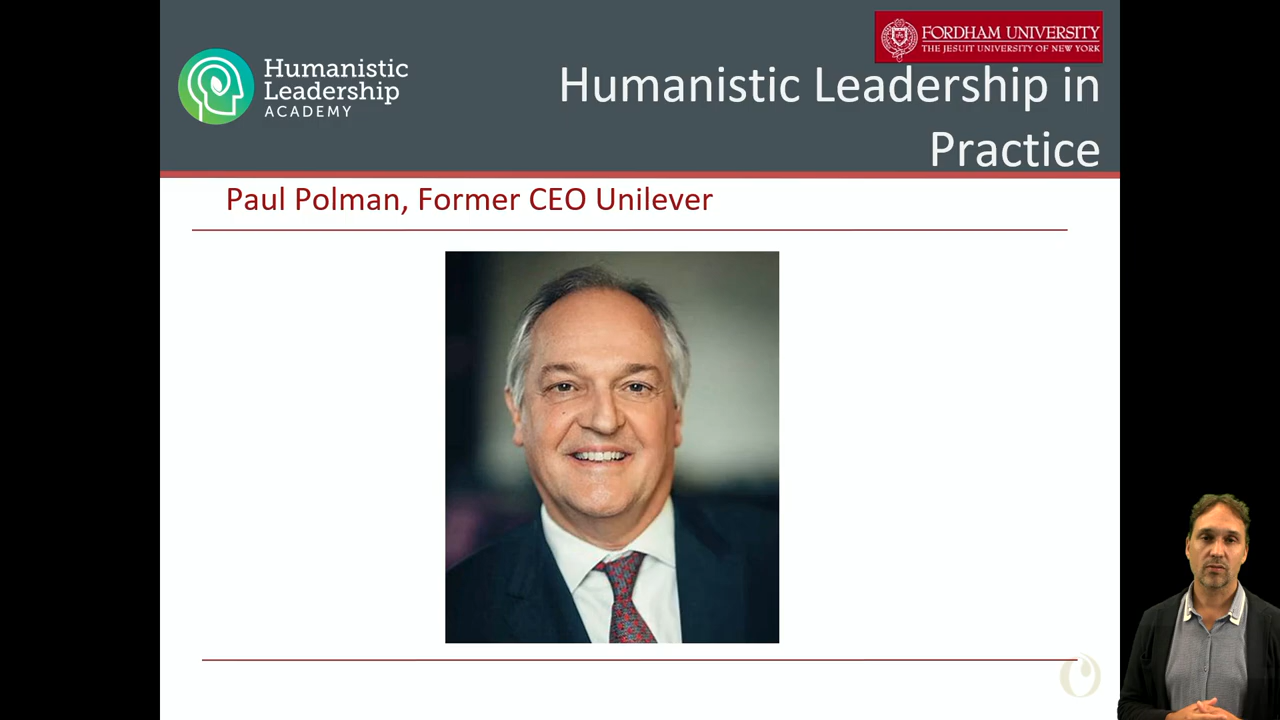 FORDHAM UNIVERSITY
THE JESUIT UNIVERSITY OF NEW YORK
Humanistic
Leadership
ACADEMY
Humanistic Leadership in
Practice
Paul Polman, Former CEO Unilever